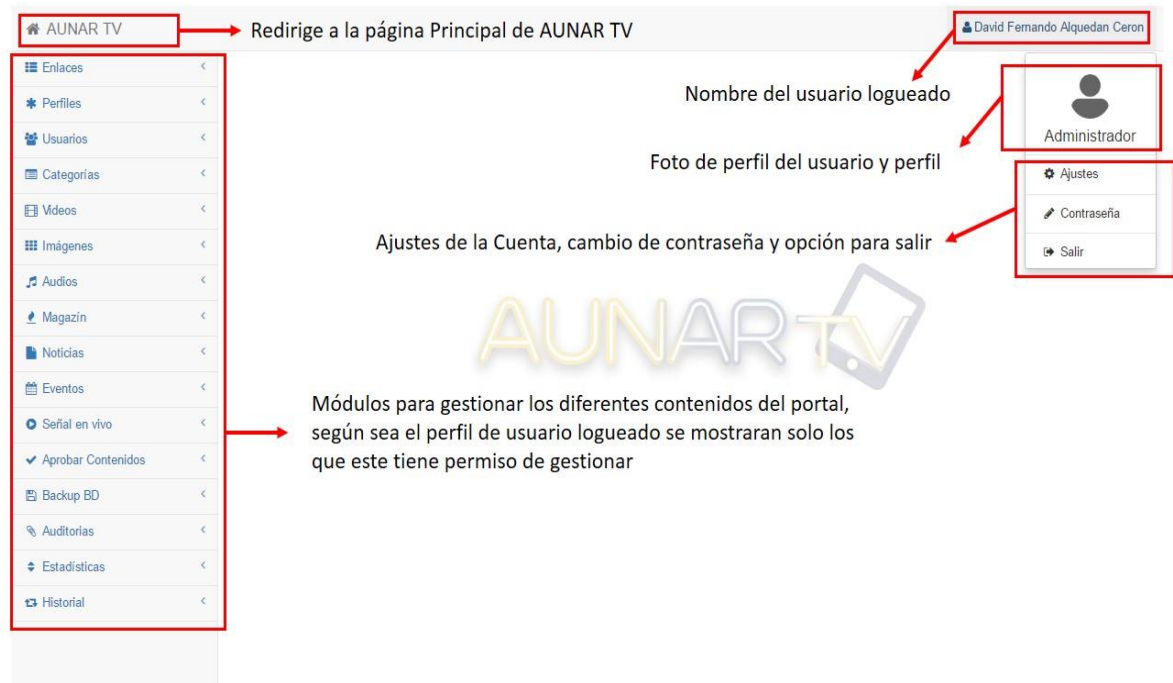 AUNAR TV
Redirige a la página Principal de AUNAR TV
David Fernando Alquedan Ceron
Enlaces
Perfiles
Usuarios
Categorías
Videos
Imágenes
Audios
Magazín
Noticias
Eventos
Señal en vivo
Aprobar Contenidos
Backup BD
Auditorias
Estadísticas
Historial
Nombre del usuario logueado
Administrador
Foto de perfil del usuario y perfil
Ajustes
Contraseña
Salir
Ajustes de la Cuenta, cambio de contraseña y opción para salir
AUNAR TV
Módulos para gestionar los diferentes contenidos del portal,
según sea el perfil de usuario logueado se mostraran solo los
que este tiene permiso de gestionar